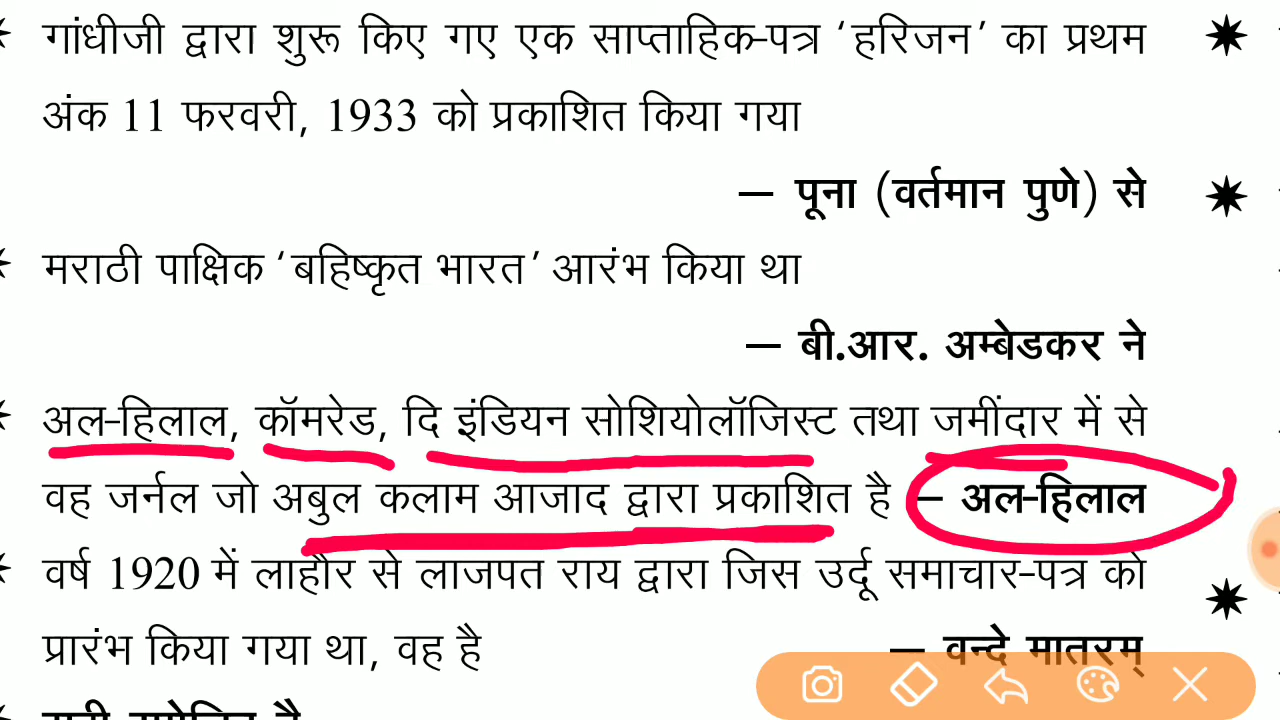 गांधीजी द्वारा शुरू किए गए एक साप्ताहिक-पत्र ‘हरिजन’ का प्रथम
अंक 11 फरवरी, 1933 को प्रकाशित किया गया
— पूना (वर्तमान पुणे) से
मराठी पाक्षिक ‘बहिष्कृत भारत’ आरंभ किया था
— बी.आर. अम्बेडकर ने
अल-हिलाल, कॉमरेड, दि इंडियन सोशियोलॉजिस्ट तथा जमींदार में से
वह जर्नल जो अबुल कलाम आजाद द्वारा प्रकाशित है — अल-हिलाल
वर्ष 1920 में लाहौर से लाजपत राय द्वारा जिस उर्दू समाचार-पत्र को
प्रारंभ किया गया था, वह है — वन्दे मातरम्